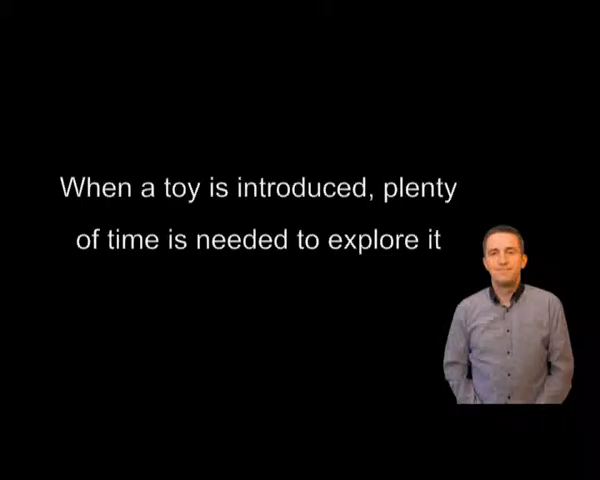 When a toy is introduced, plenty
of time is needed to explore it